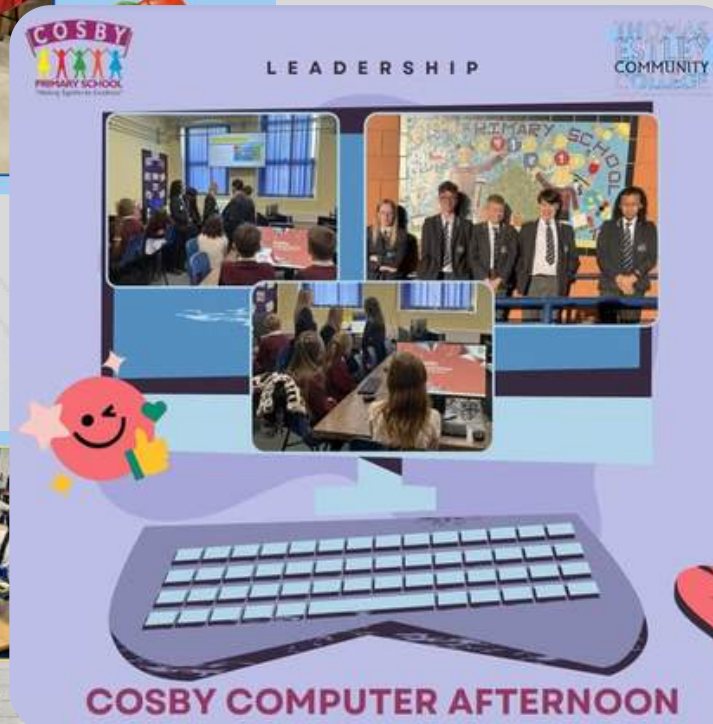 COSBY
PRIMARY SCHOOL
LEADERSHIP
THOMAS
ESTLEY
COMMUNITY
COLLEGE
PRIMARY SCHOOL
COSBY COMPUTER AFTERNOON